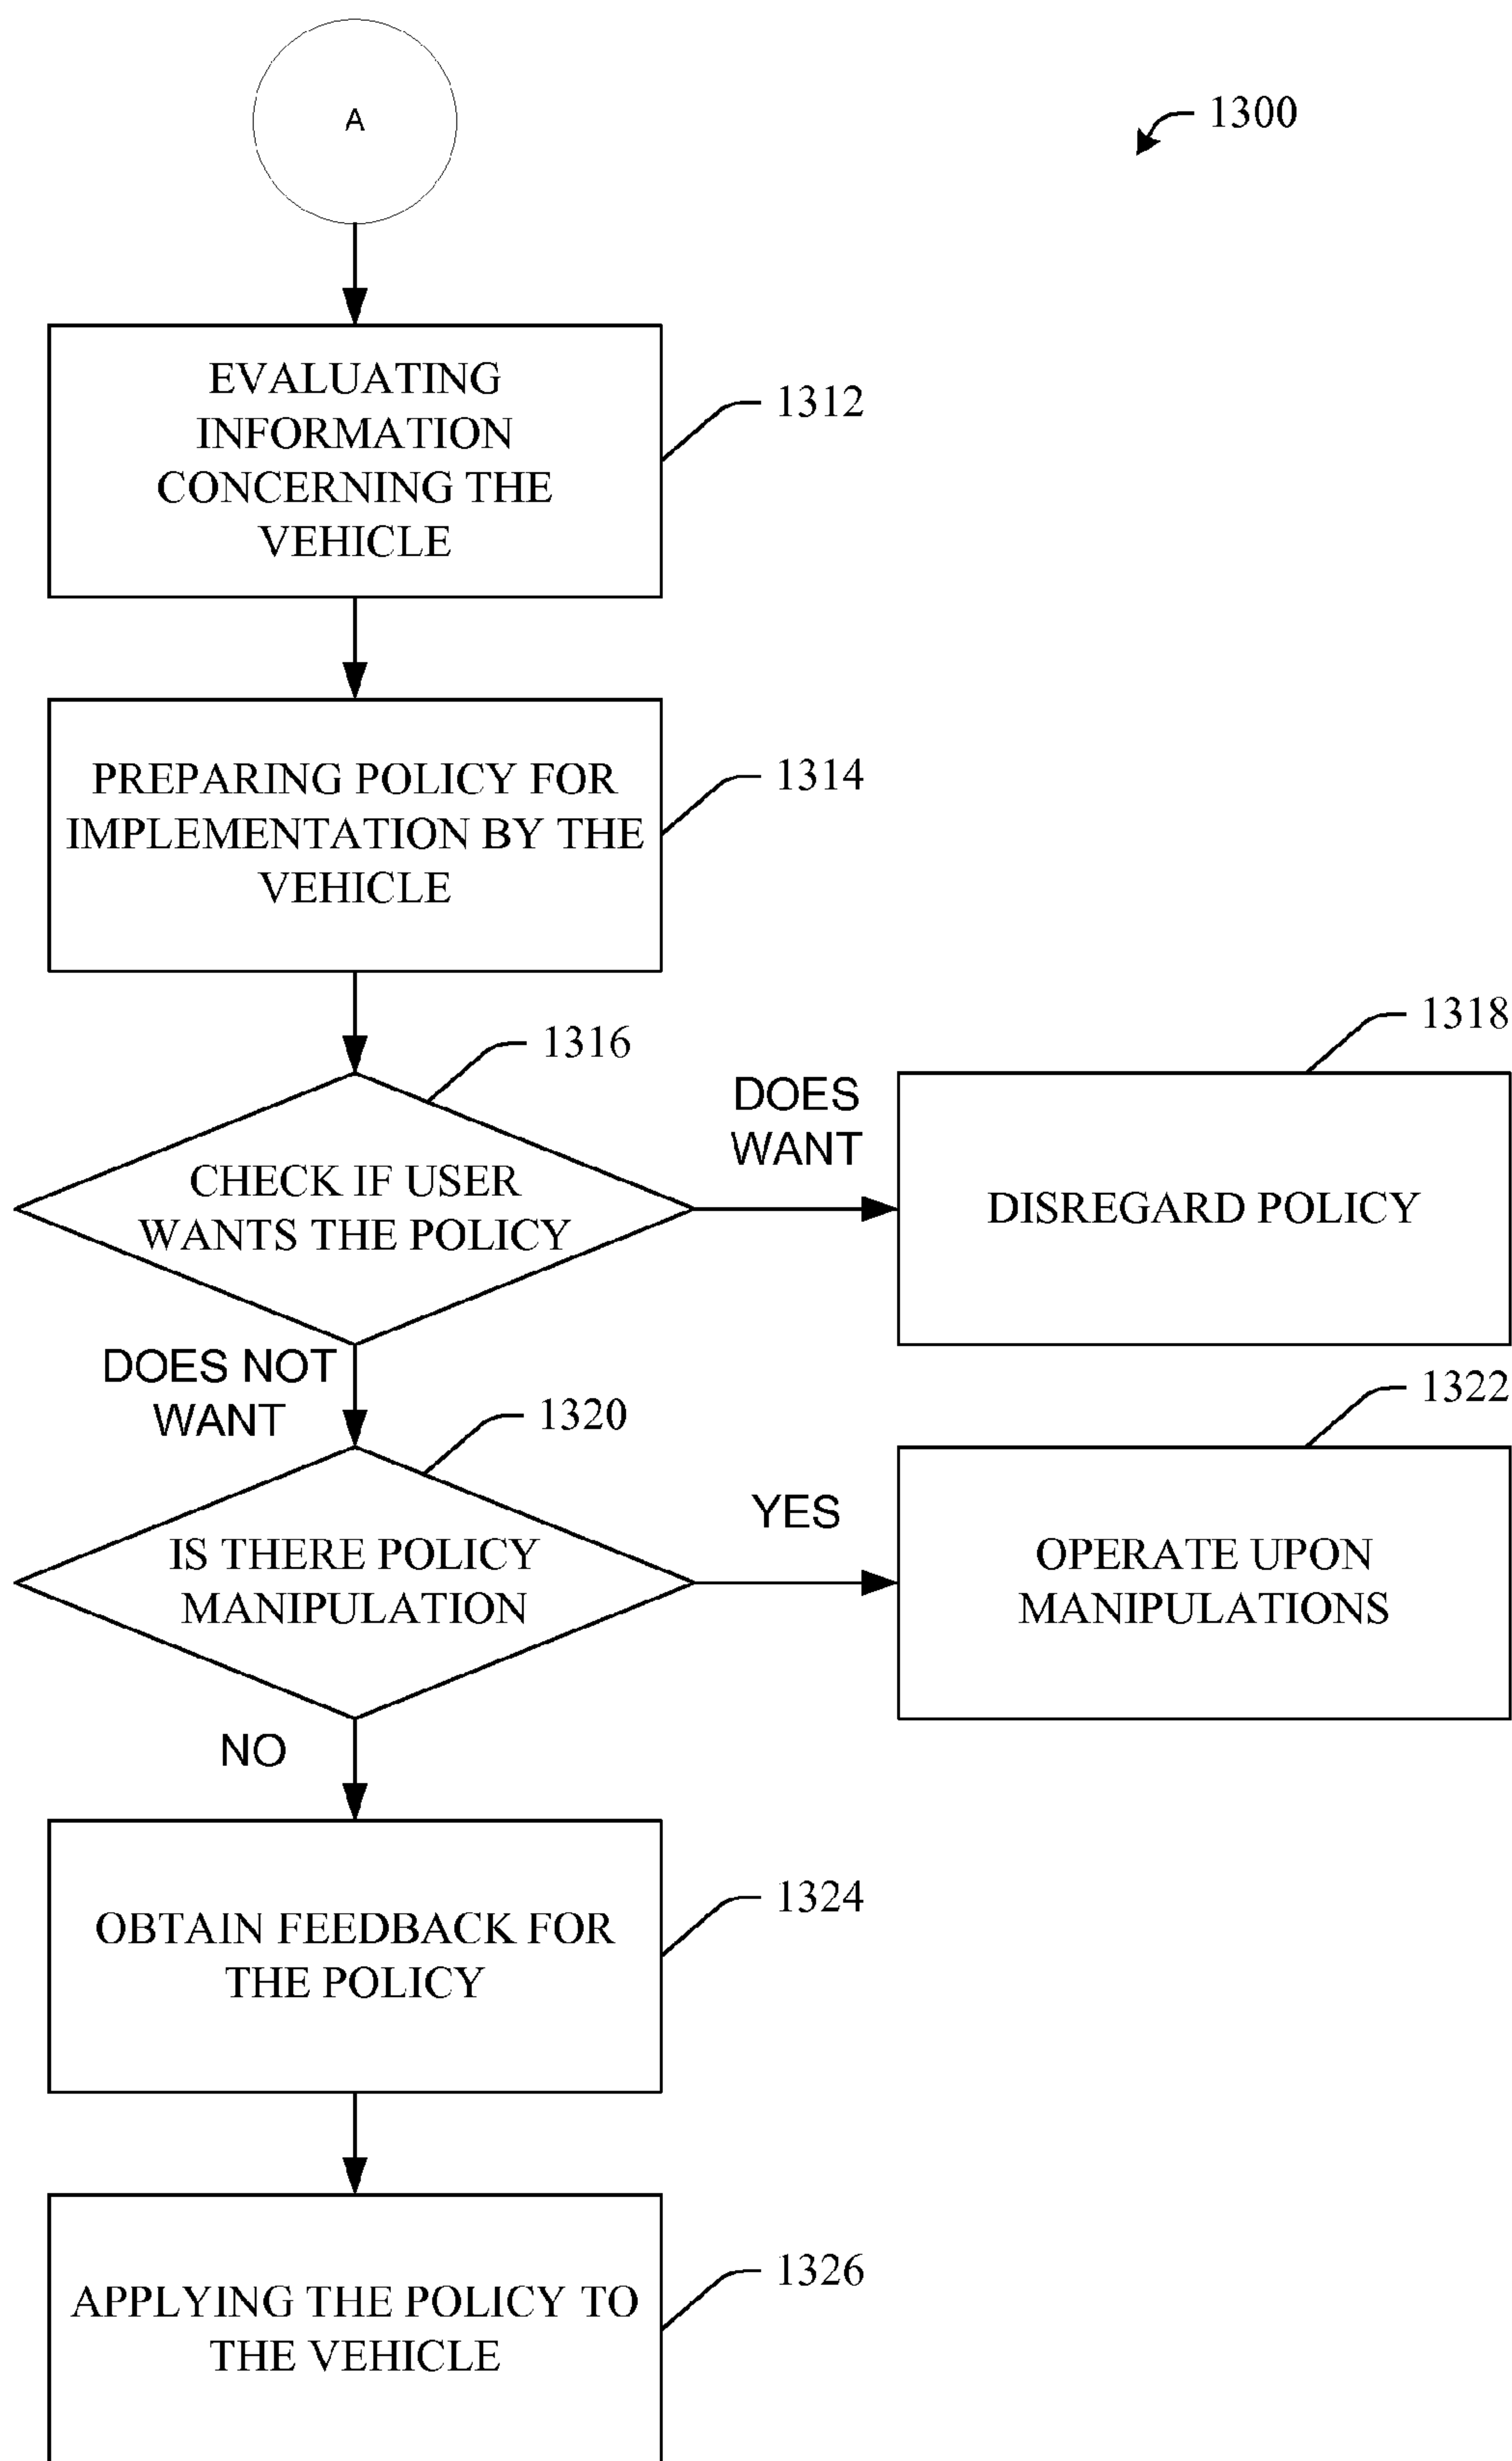 A
1300
EVALUATING
INFORMATION
CONCERNING THE
VEHICLE
1312
PREPARING POLICY FOR
IMPLEMENTATION BY THE
VEHICLE
1314
1316
CHECK IF USER
WANTS THE POLICY
DOES
WANT
1318
DISREGARD POLICY
DOES NOT
WANT
1320
IS THERE POLICY
MANIPULATION
YES
1322
OPERATE UPON
MANIPULATIONS
NO
OBTAIN FEEDBACK FOR
THE POLICY
1324
APPLYING THE POLICY TO
THE VEHICLE
1326